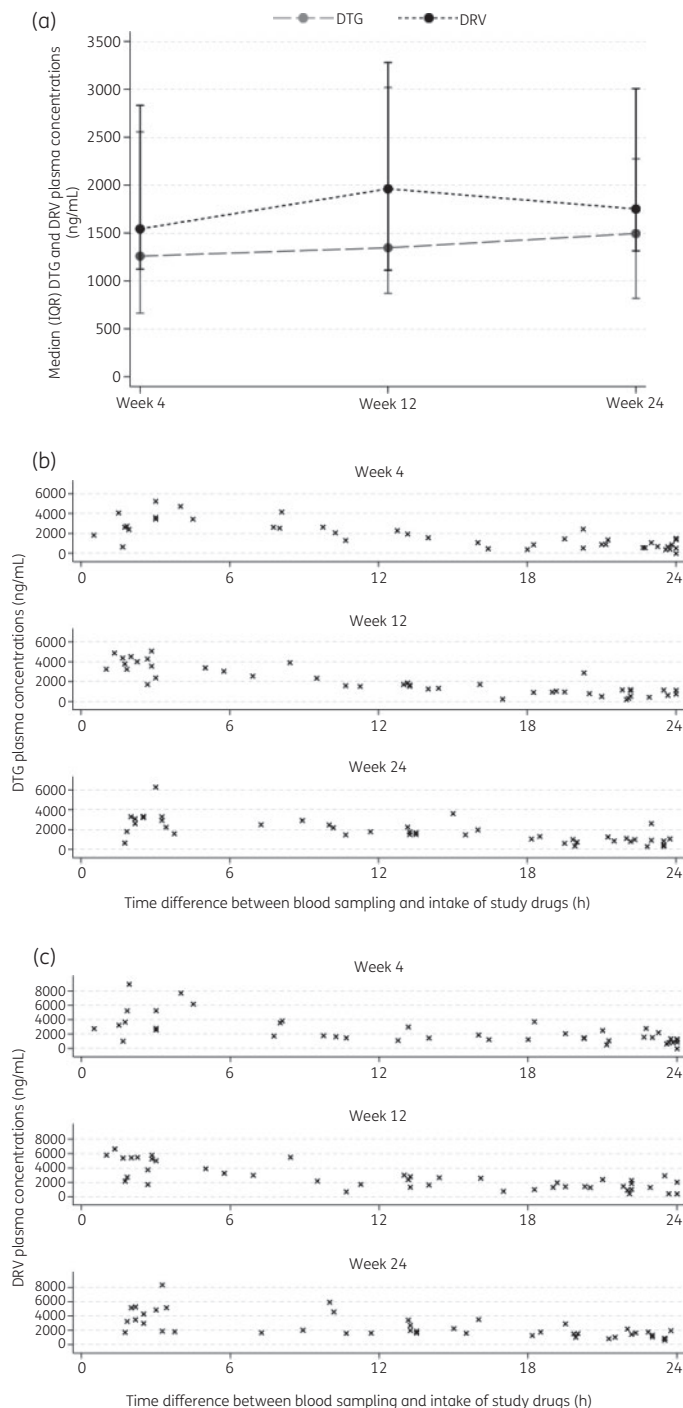 (a)
DTG DRV
Median (IQR) DTG and DRV plasma concentrations
(ng/mL)
3500
3000
2500
2000
1500
1000
500
0
Week 4 Week 12 Week 24
(b)
DTG plasma concentrations (ng/mL)
Week 4
6000
4000
2000
0
0 6 12 18 24
Week 12
6000
4000
2000
0
0 6 12 18 24
Week 24
6000
4000
2000
0
0 6 12 18 24
Time difference between blood sampling and intake of study drugs (h)
(c)
DRV plasma concentrations (ng/mL)
Week 4
8000
6000
4000
2000
0
0 6 12 18 24
Week 12
8000
6000
4000
2000
0
0 6 12 18 24
Week 24
8000
6000
4000
2000
0
0 6 12 18 24
Time difference between blood sampling and intake of study drugs (h)